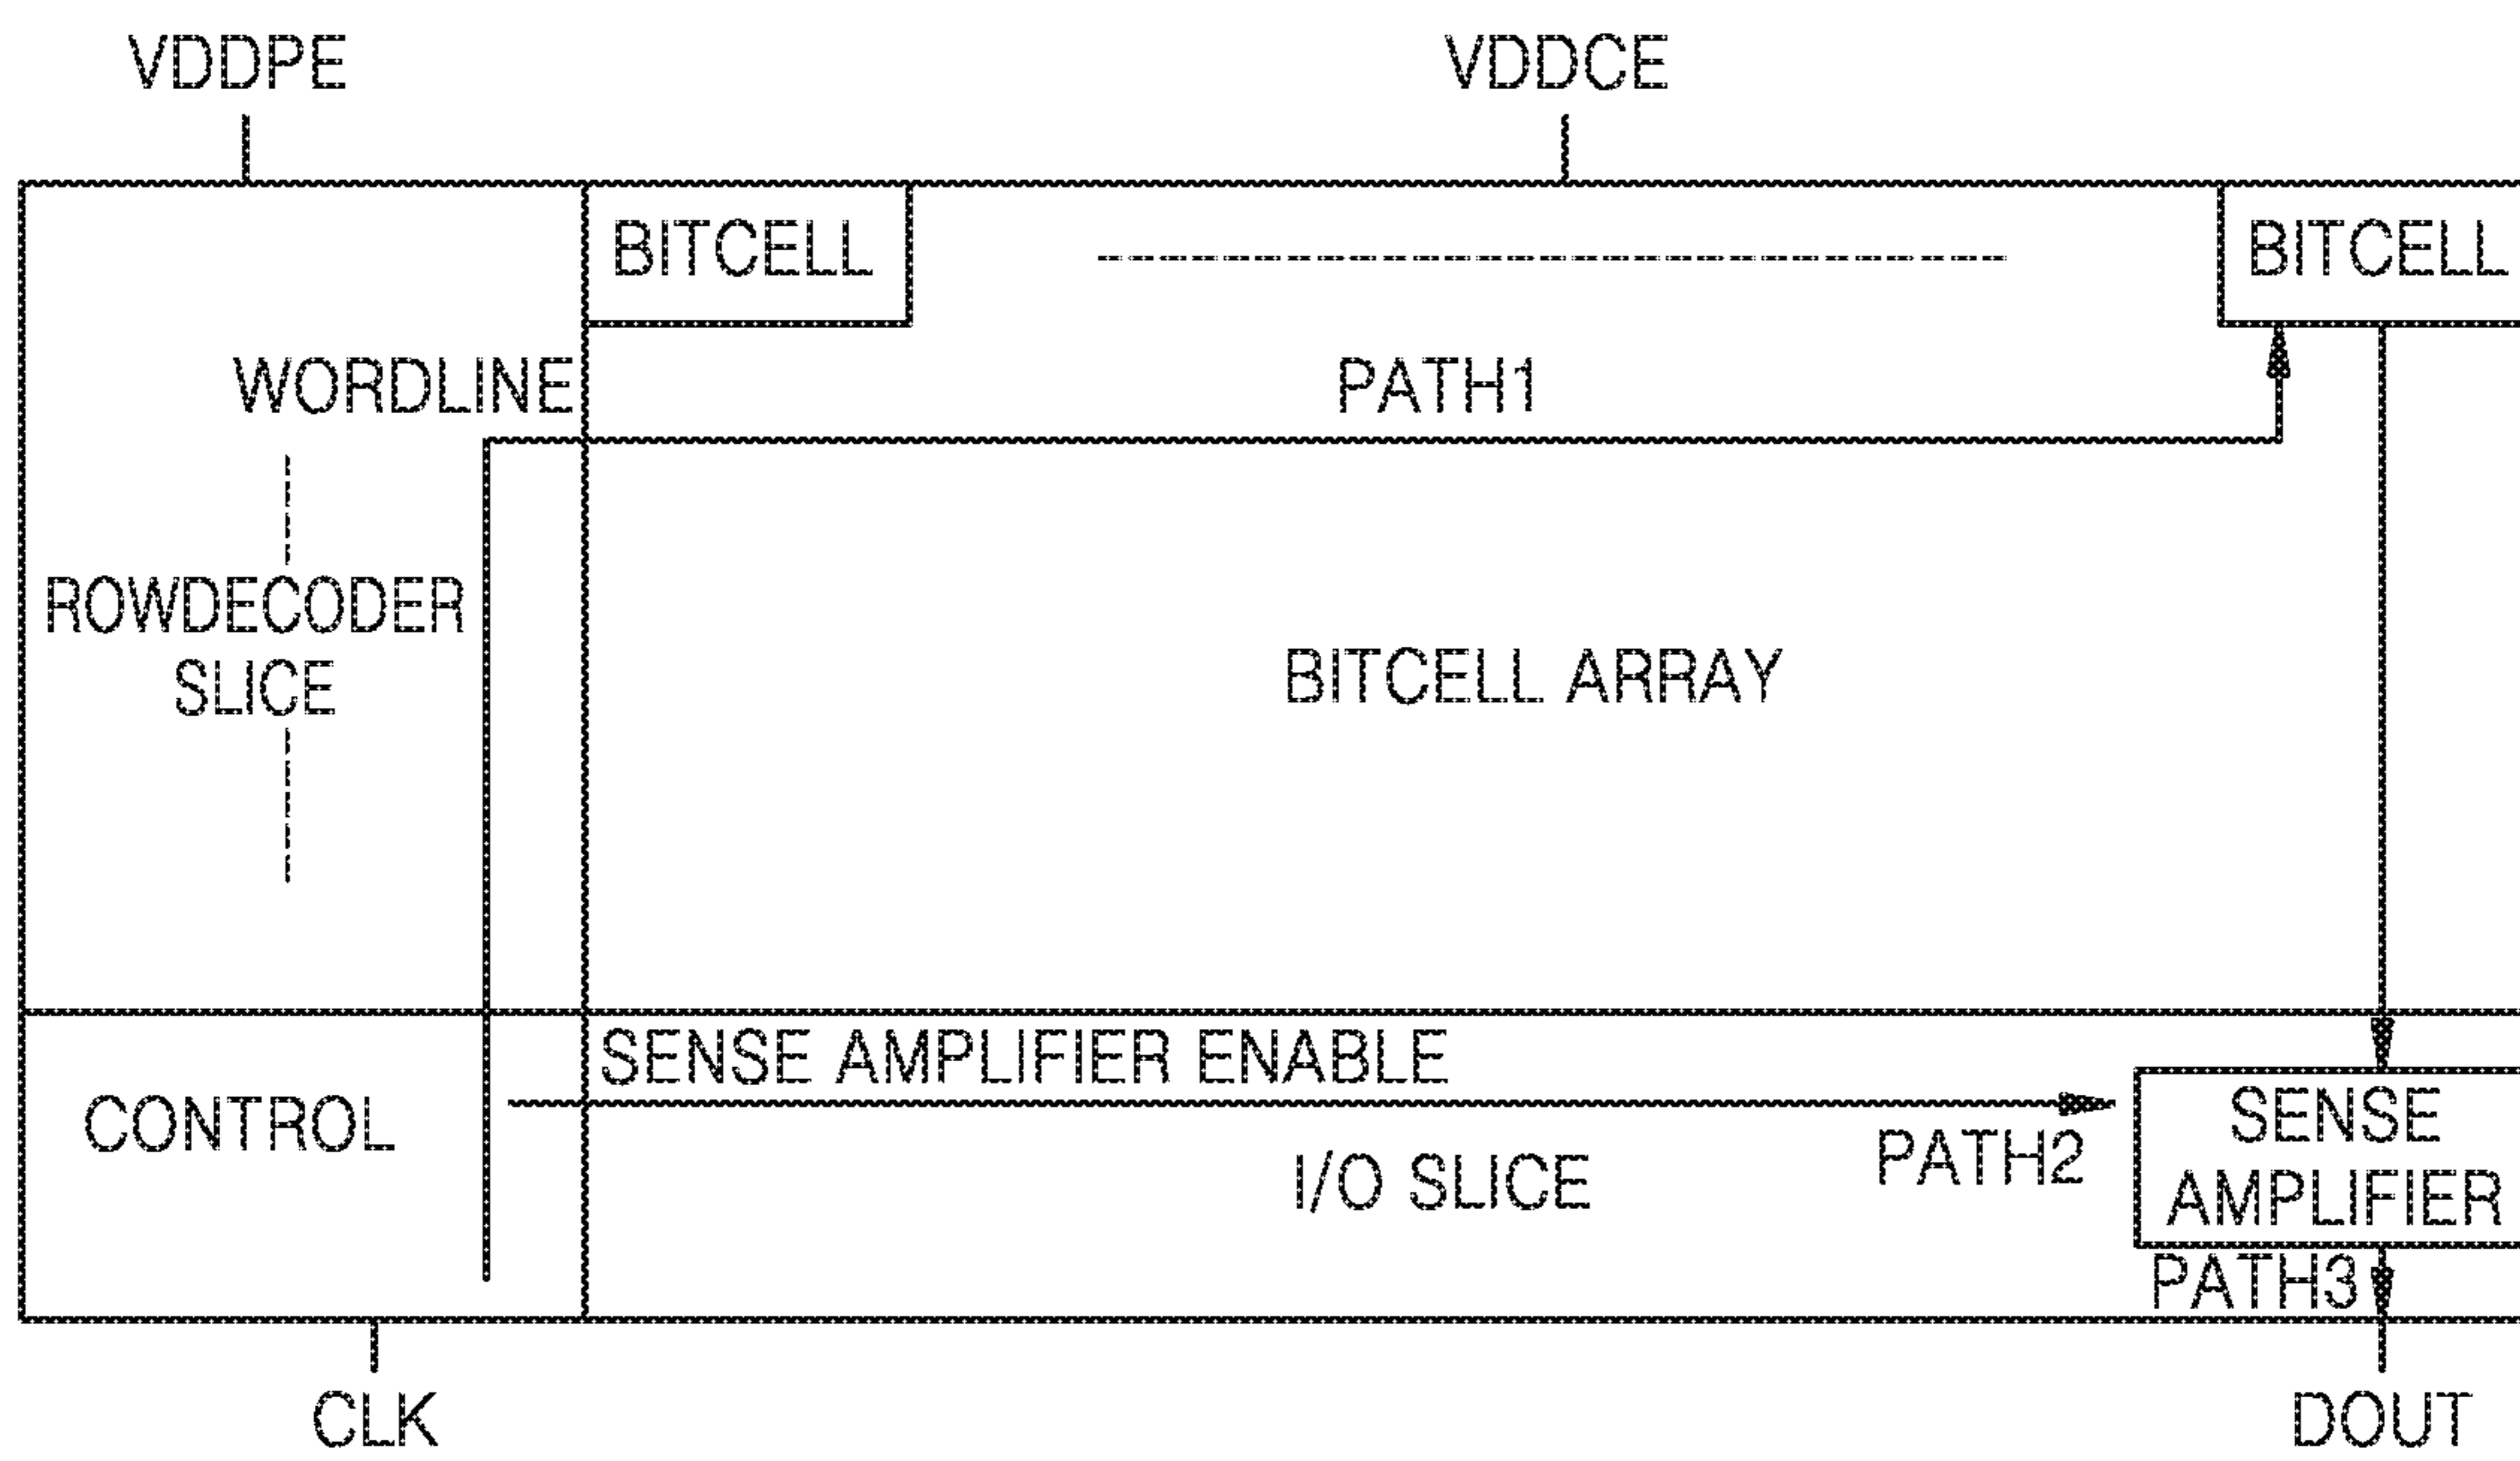 VDDPE
VDDCE
BITCELL
BITCELL
WORDLINE
PATH1
ROWDECODER
SLICE
BITCELL ARRAY
SENSE AMPLIFIER ENABLE
CONTROL
PATH2
I/O SLICE
SENSE
AMPLIFIER
PATH3
CLK
DOUT